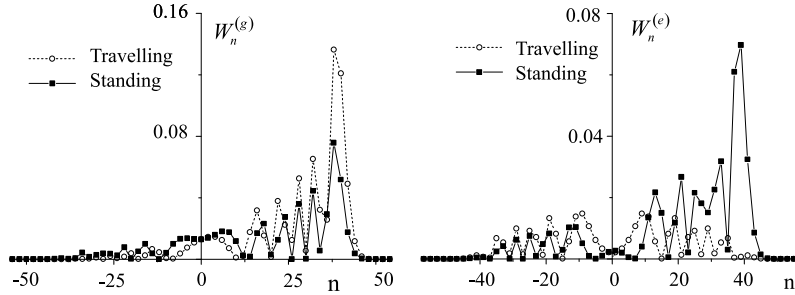 0.16
W_n^(g)
Travelling
Standing
0.08
-50
-25
0
25
n
50
0.08
W_n^(e)
Travelling
Standing
0.04
-40
-20
0
20
40
n